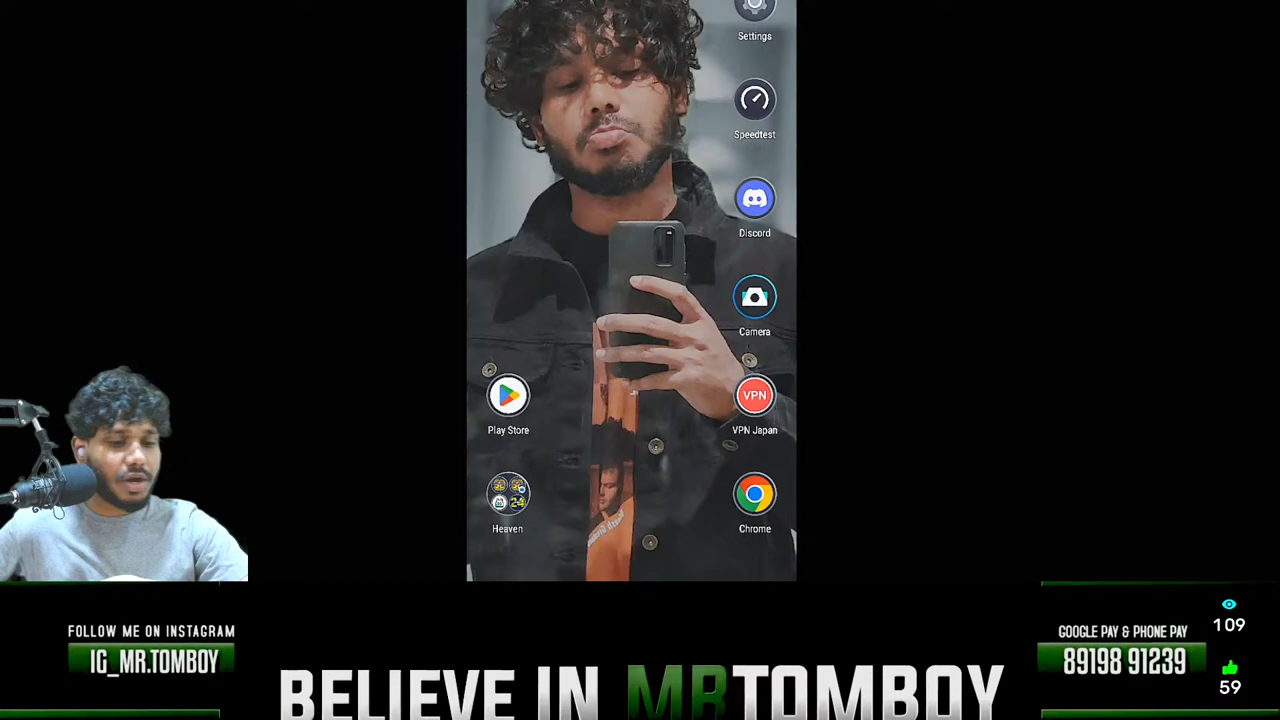 Settings
Speedtest
Discord
Camera
Play Store
VPN
VPN Japan
24
Heaven
Chrome
FOLLOW ME ON INSTAGRAM
IG_MR.TOMBOY
BELIEVE IN MRTOMBOY
GOOGLE PAY & PHONE PAY
89198 91239
109
59